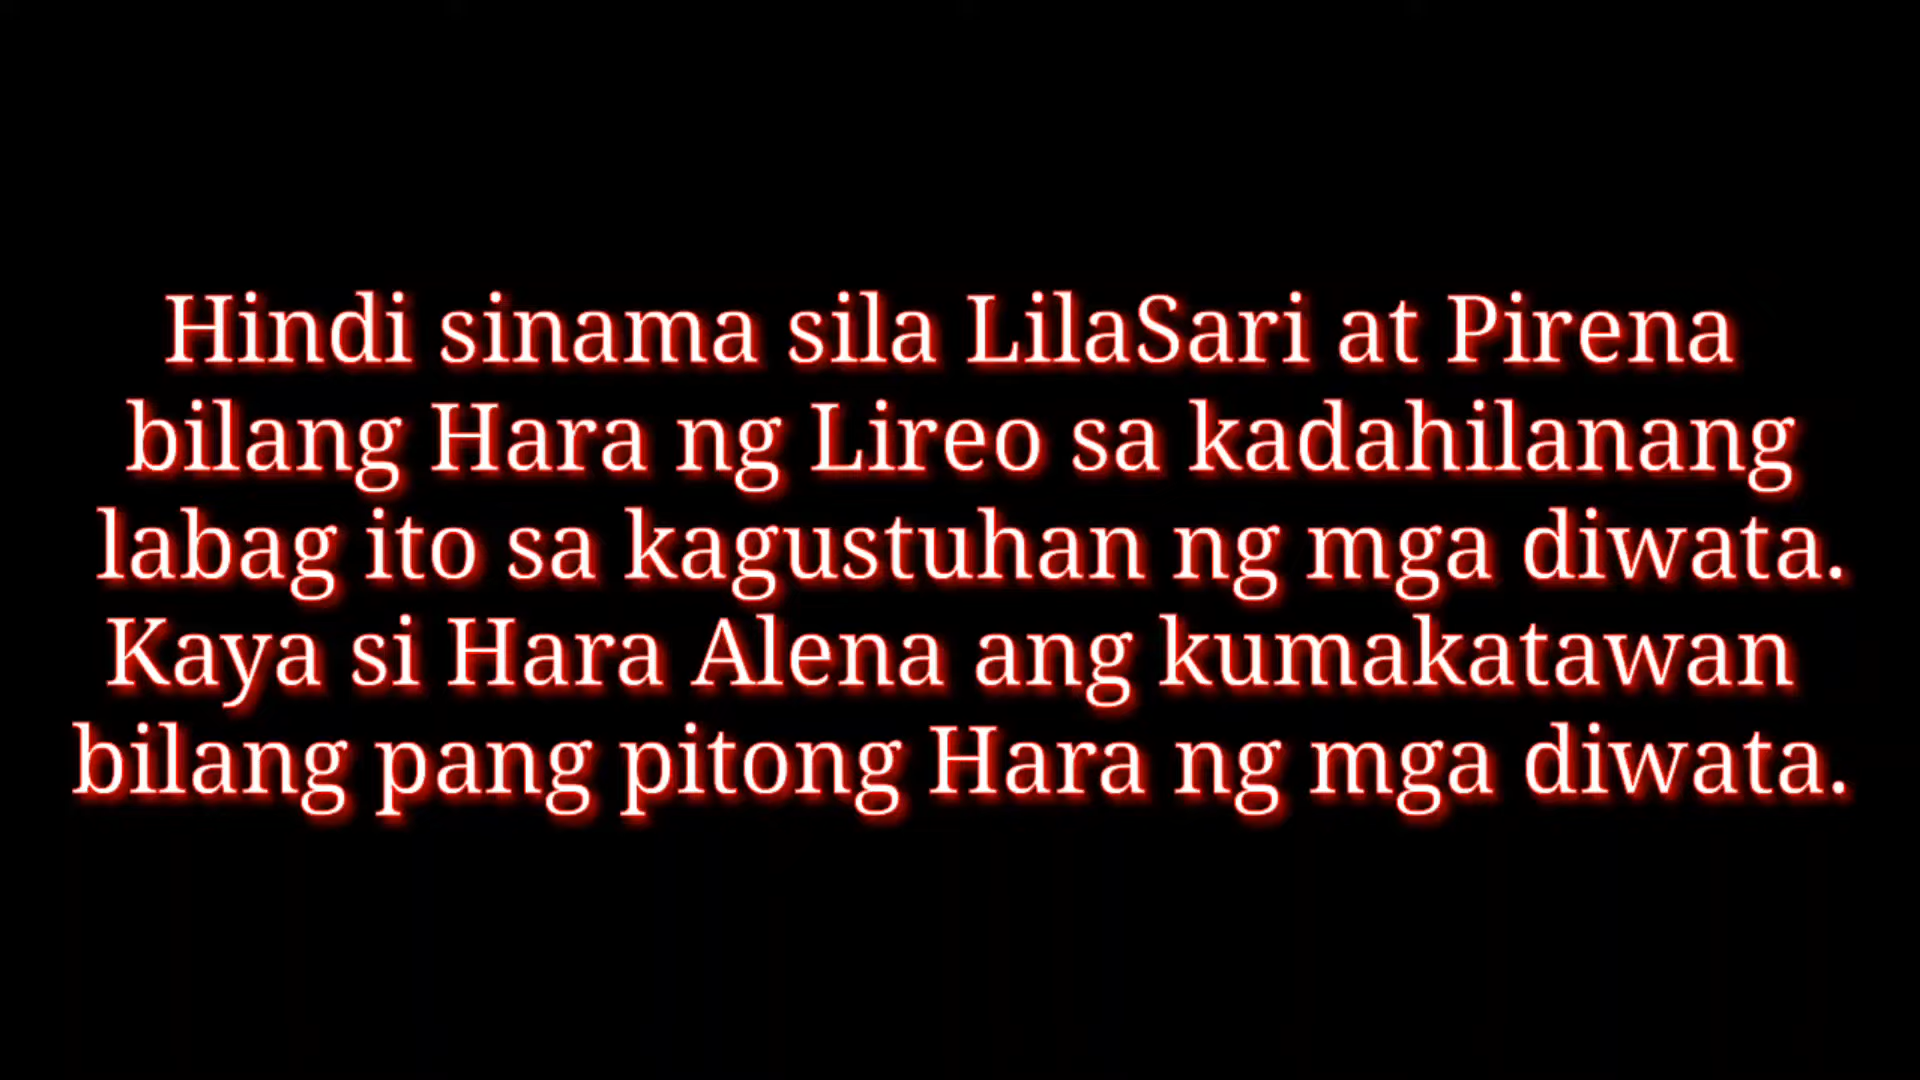 Hindi sinama sila LilaSari at Pirena
bilang Hara ng Lireo sa kadahilanang
labag ito sa kagustuhan ng mga diwata.
Kaya si Hara Alena ang kumakatawan
bilang pang pitong Hara ng mga diwata.